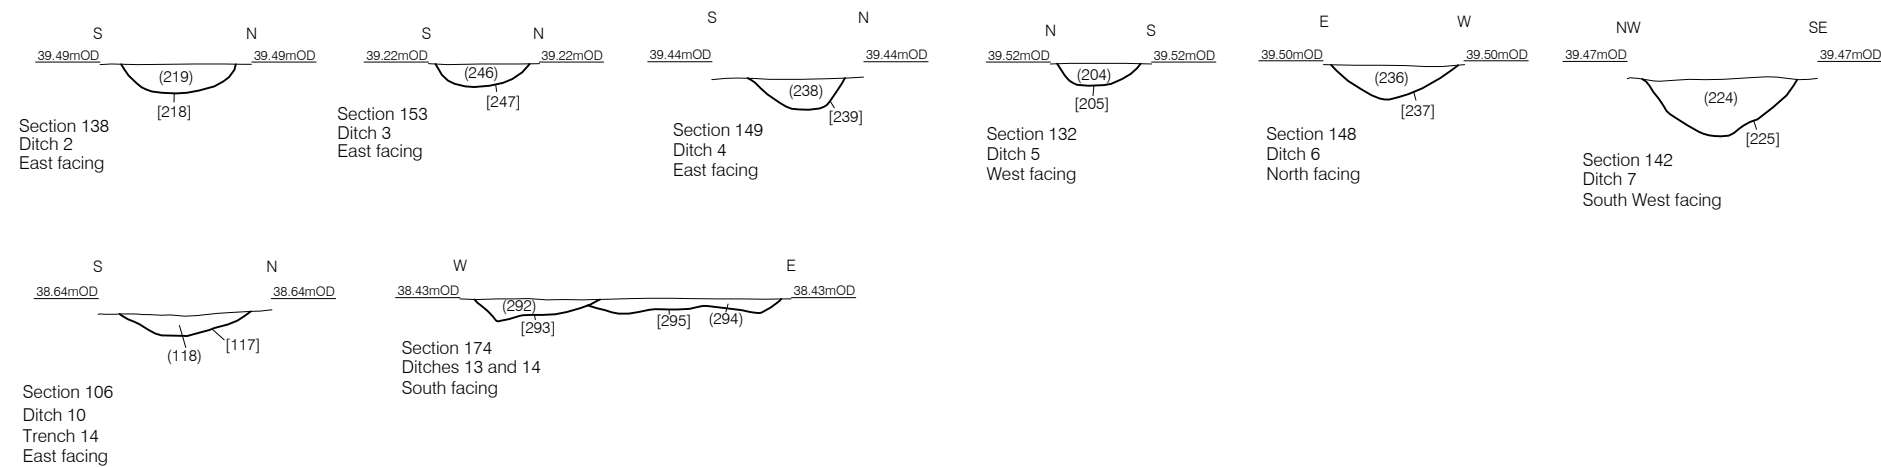 S N
39.49mOD 39.49mOD
(219)
[218]
Section 138
Ditch 2
East facing
S N
39.22mOD 39.22mOD
(246)
[247]
Section 153
Ditch 3
East facing
S N
39.44mOD 39.44mOD
(238)
[239]
Section 149
Ditch 4
East facing
N S
39.52mOD 39.52mOD
(204)
[205]
Section 132
Ditch 5
West facing
E W
39.50mOD 39.50mOD
(236)
[237]
Section 148
Ditch 6
North facing
NW SE
39.47mOD 39.47mOD
(224)
[225]
Section 142
Ditch 7
South West facing
S N
38.64mOD 38.64mOD
(118) [117]
Section 106
Ditch 10
Trench 14
East facing
W E
38.43mOD 38.43mOD
(292)
[293] [295] (294)
Section 174
Ditches 13 and 14
South facing